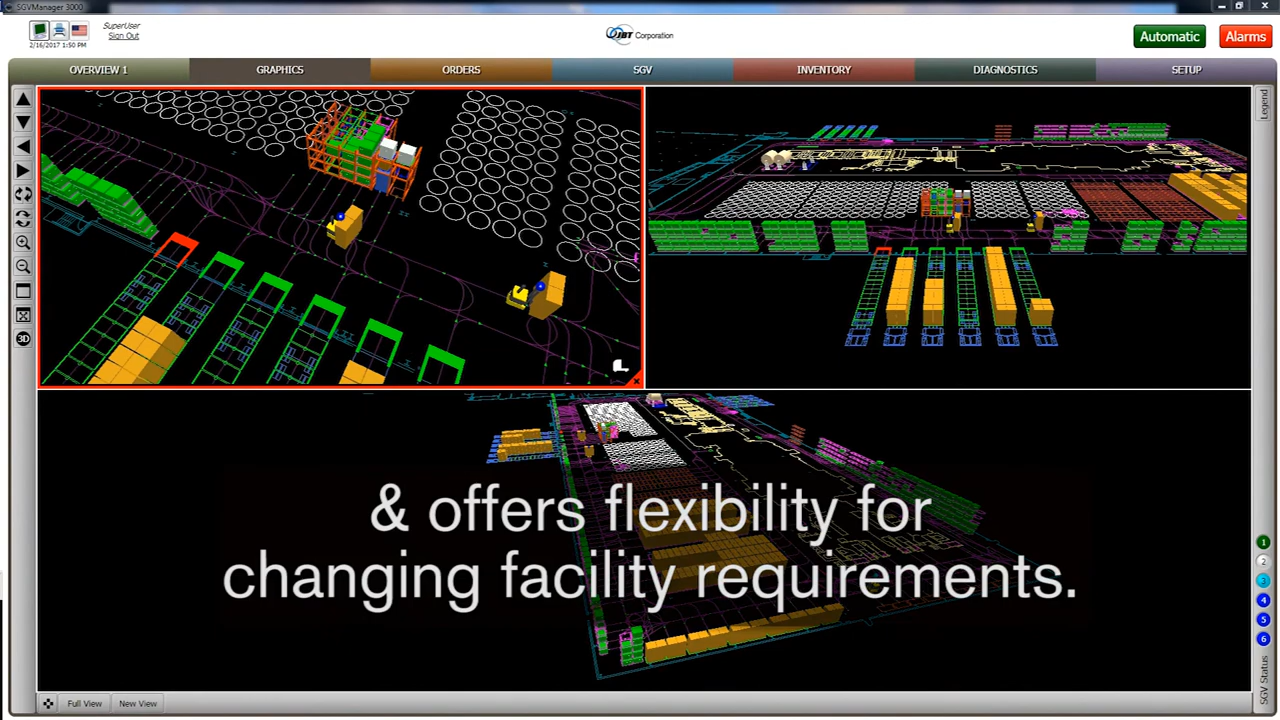 SGVManager 3000
SuperUser
Sign Out
2/16/2017 1:50 PM
JBT Corporation
Automatic
Alarms
OVERVIEW 1
GRAPHICS
ORDERS
SGV
INVENTORY
DIAGNOSTICS
SETUP
Legend
3D
& offers flexibility for
changing facility requirements.
1
2
3
4
5
6
SGV Status
Full View
New View